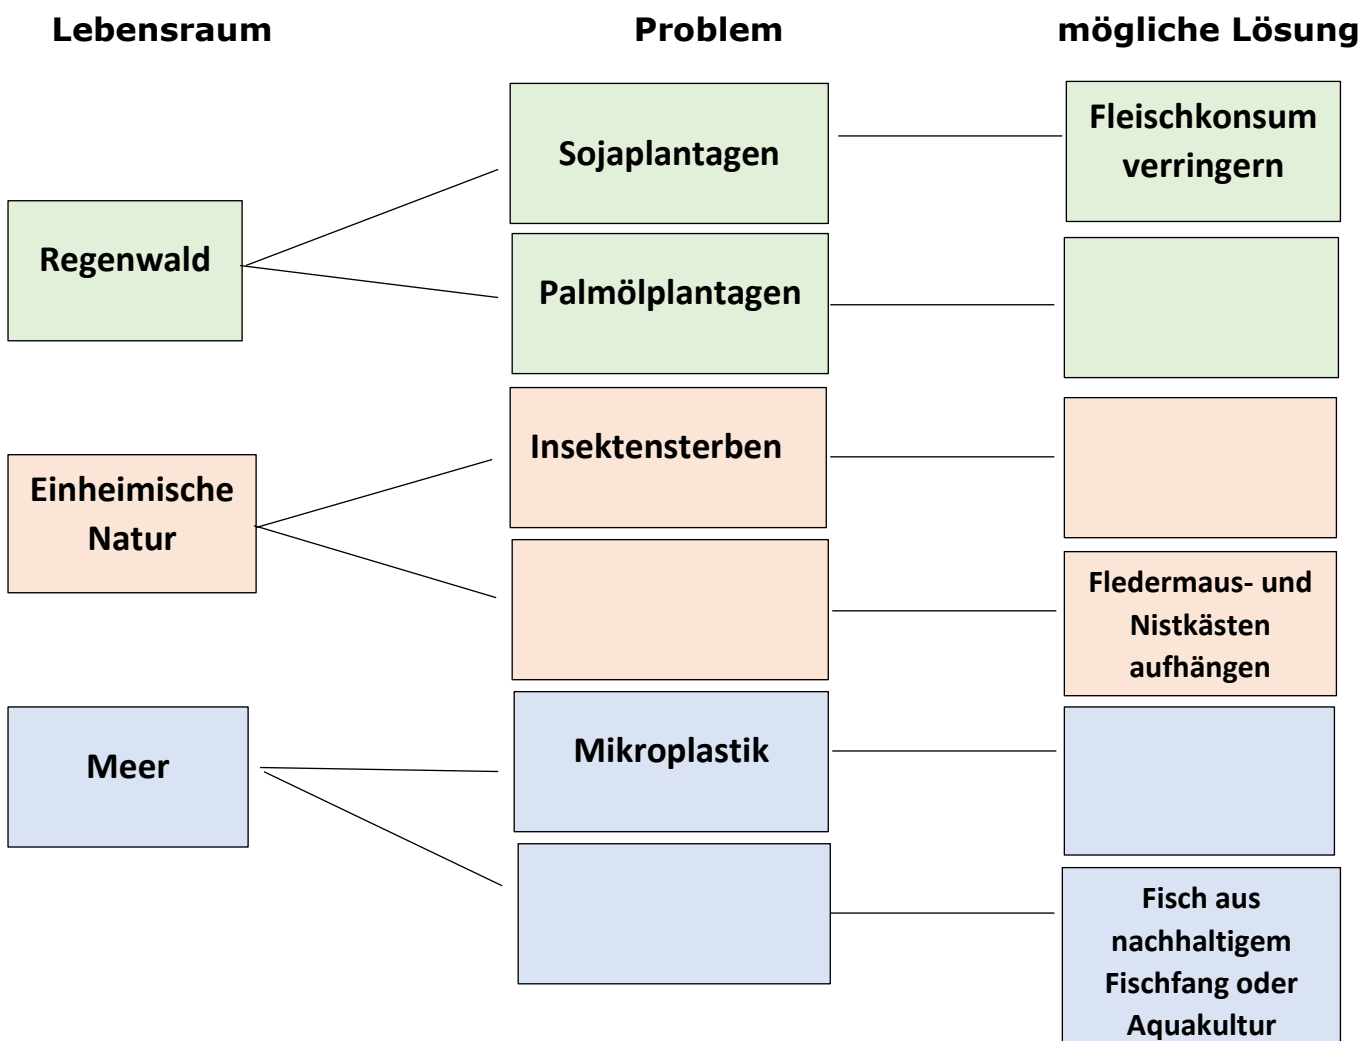 Lebensraum
Problem
mögliche Lösung
Regenwald
Sojaplantagen
Fleischkonsum
verringern
Palmölplantagen
Einheimische
Natur
Insektensterben
Fledermaus- und
Nistkästen
aufhängen
Meer
Mikroplastik
Fisch aus
nachhaltigem
Fischfang oder
Aquakultur